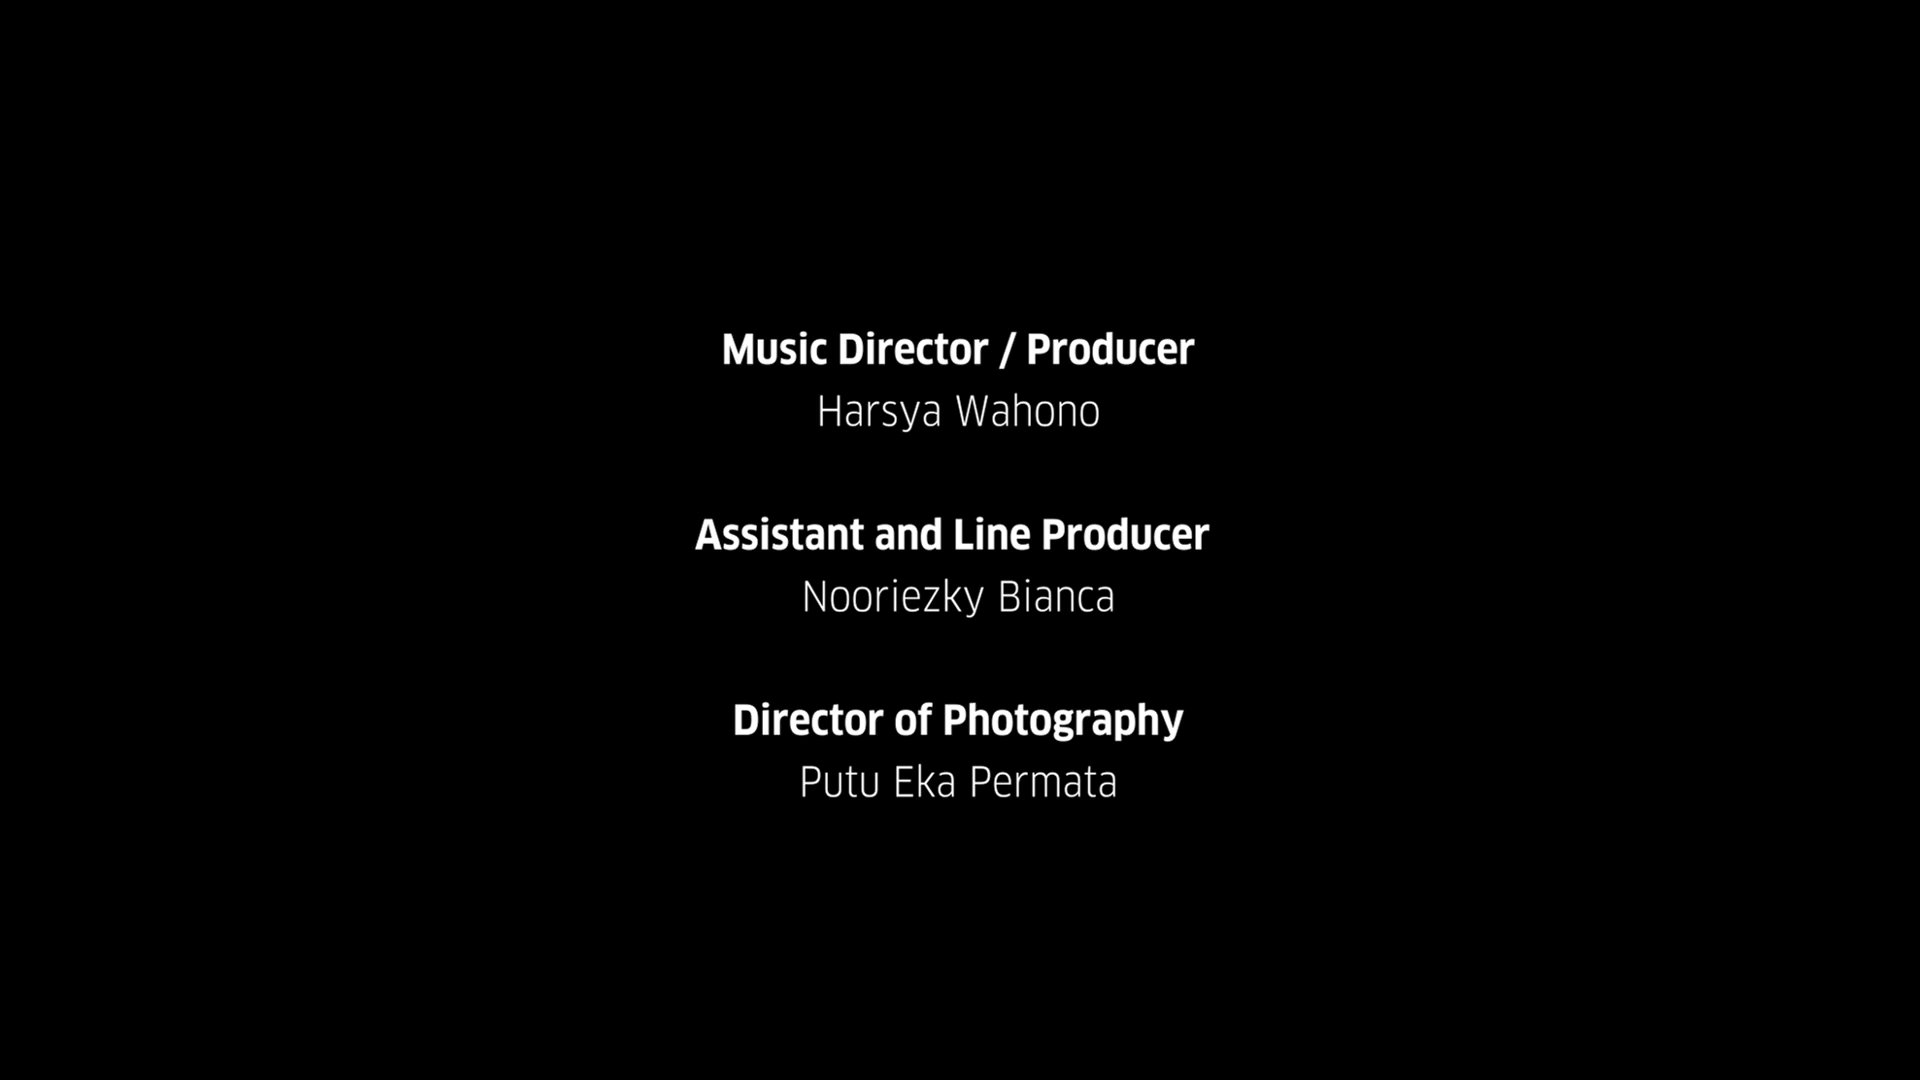 Music Director / Producer
Harsya Wahono
Assistant and Line Producer
Nooriezky Bianca
Director of Photography
Putu Eka Permata